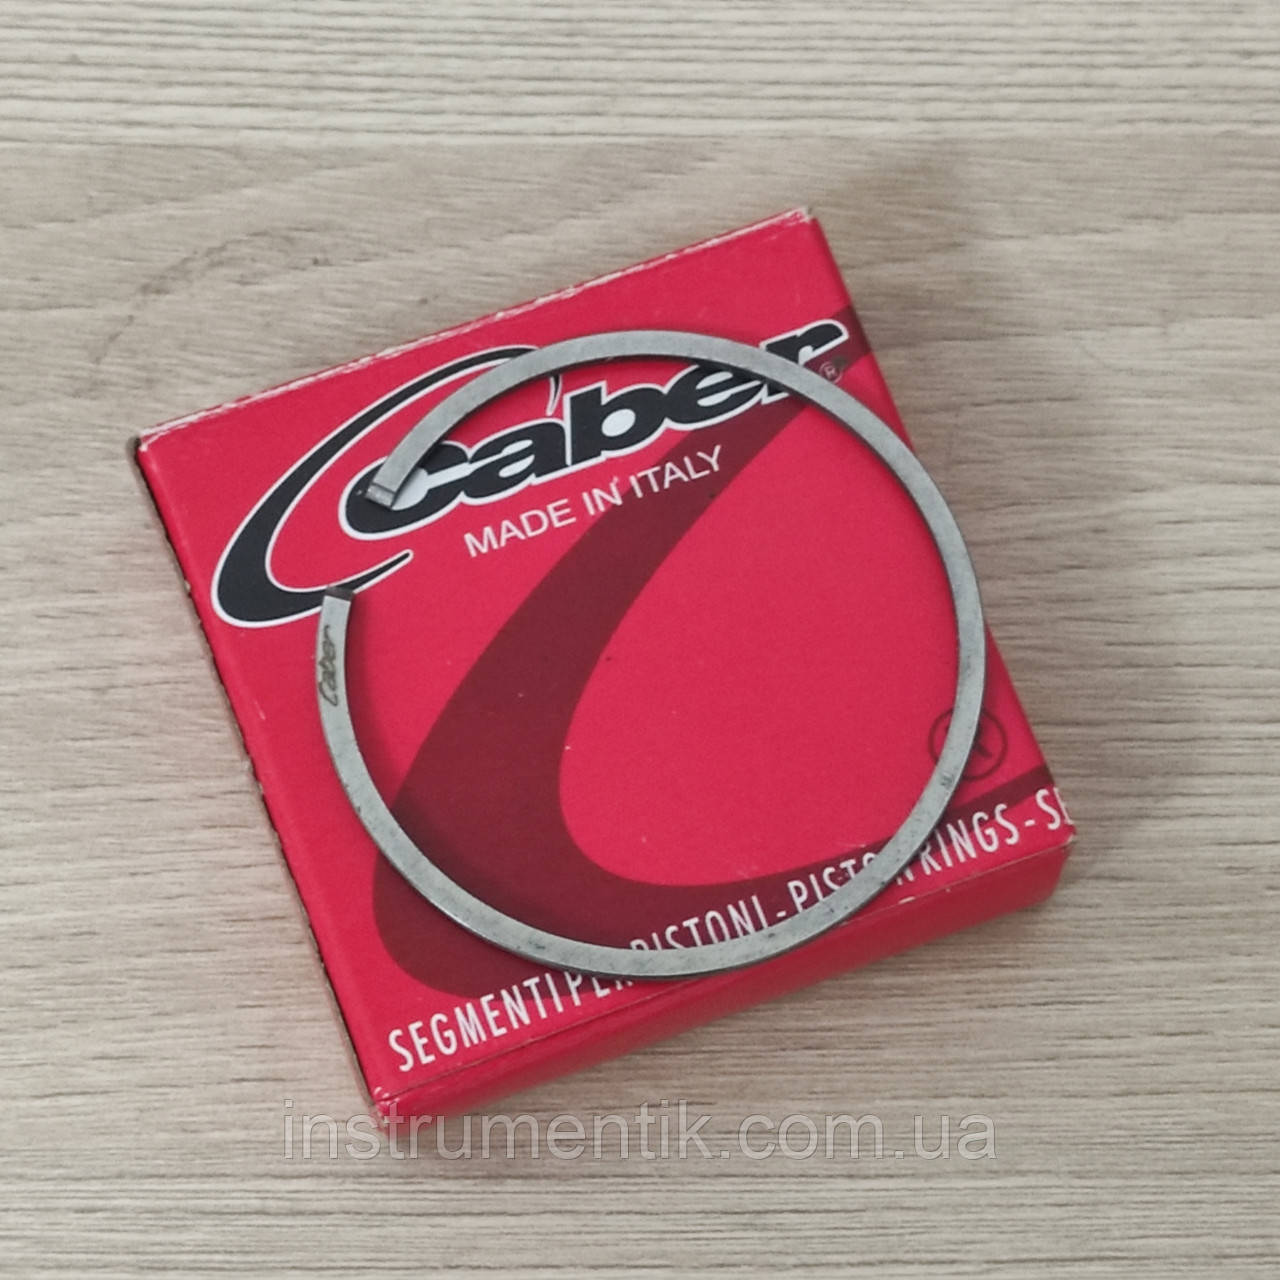 Caber ®
MADE IN ITALY
Caber
SEGMENTI PER PISTONI - PISTON RINGS - SE
instrumentik.com.ua